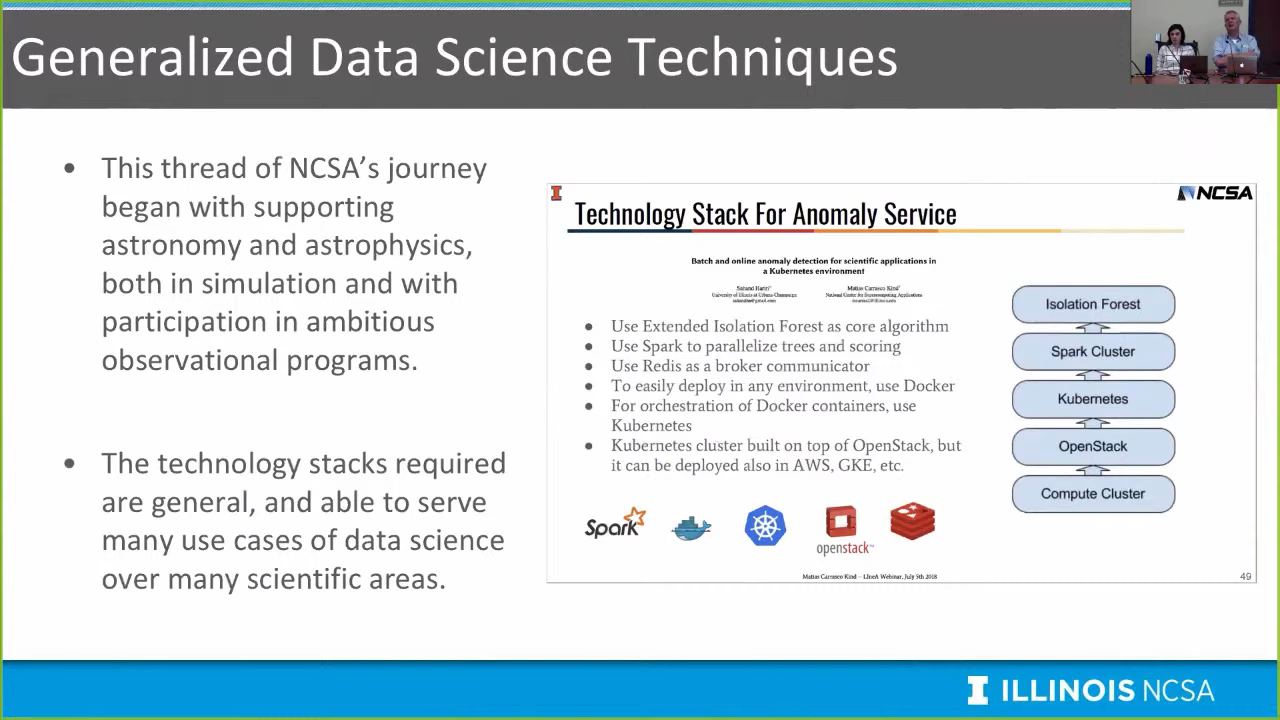 Generalized Data Science Techniques
• This thread of NCSA’s journey
began with supporting
astronomy and astrophysics,
both in simulation and with
participation in ambitious
observational programs.
• The technology stacks required
are general, and able to serve
many use cases of data science
over many scientific areas.
NCSA
Technology Stack For Anomaly Service
Batch and online anomaly detection for scientific applications in
a Kubernetes environment
Sahand Hariri
Matias Carrasco Kind
University of Illinois at Urbana-Champaign
National Center for Supercomputing Applications
● Use Extended Isolation Forest as core algorithm
● Use Spark to parallelize trees and scoring
● Use Redis as a broker communicator
● To easily deploy in any environment, use Docker
● For orchestration of Docker containers, use
Kubernetes
● Kubernetes cluster built on top of OpenStack, but
it can be deployed also in AWS, GKE, etc.
Isolation Forest
Spark Cluster
Kubernetes
OpenStack
Compute Cluster
Spark
openstack™
Matias Carrasco Kind – LIneA Webinar, July 5th 2018
49
ILLINOIS NCSA